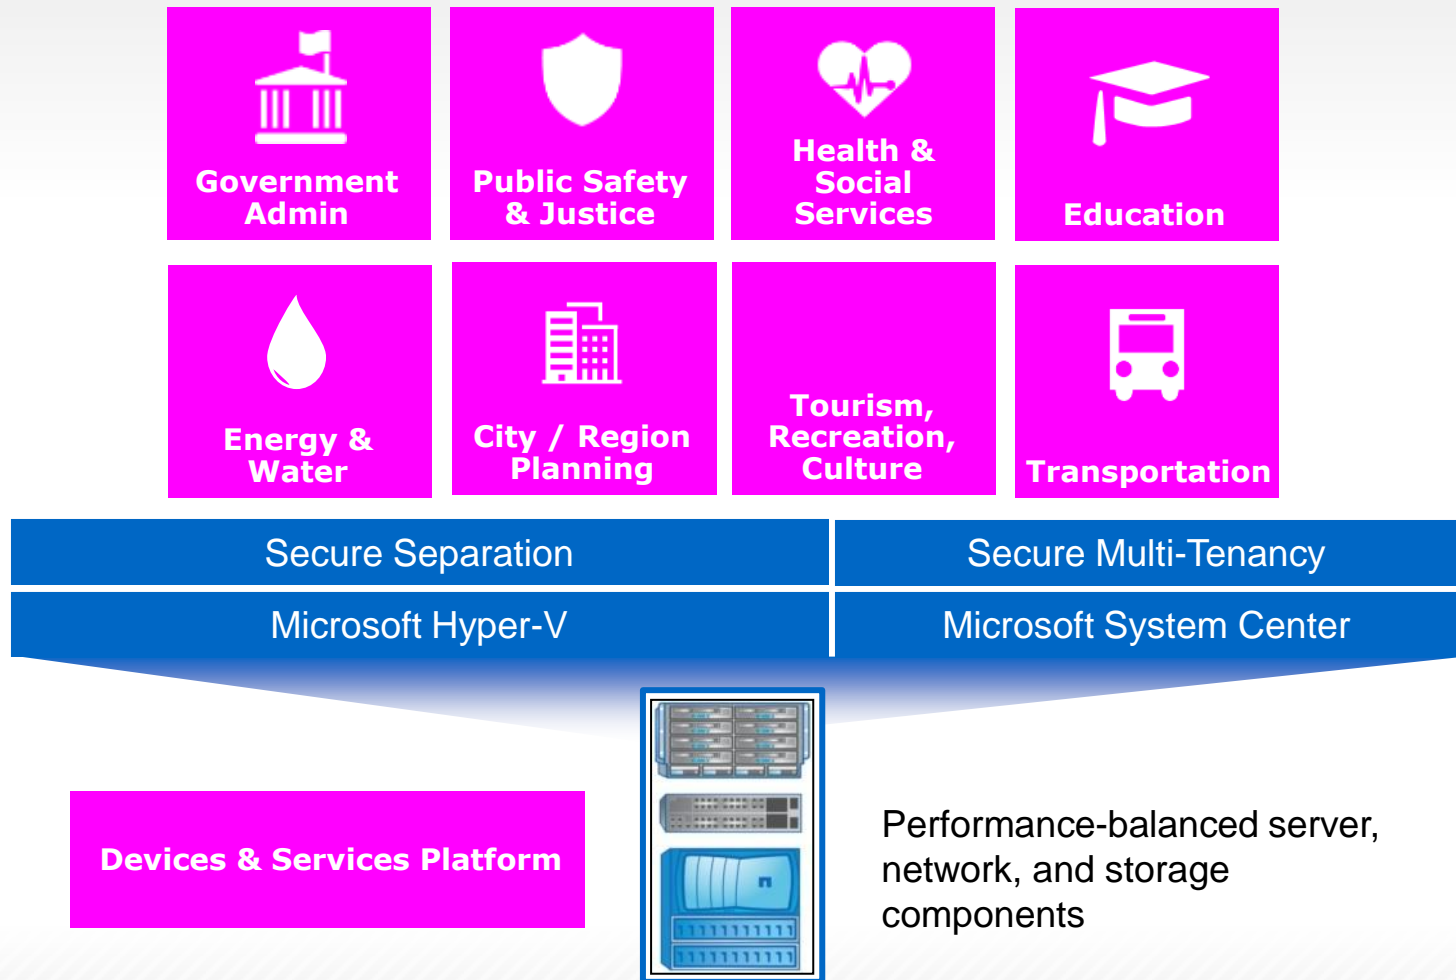 Government
Admin
Public Safety
& Justice
Health &
Social
Services
Education
Energy &
Water
City / Region
Planning
Tourism,
Recreation,
Culture
Transportation
Secure Separation
Secure Multi-Tenancy
Microsoft Hyper-V
Microsoft System Center
Devices & Services Platform
Performance-balanced server,
network, and storage
components